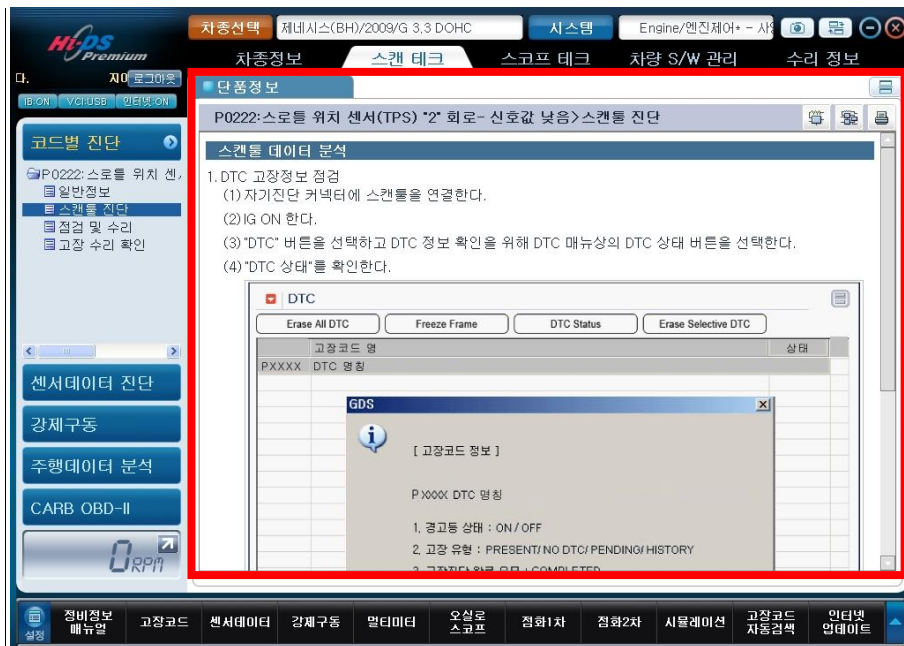 Hi-DS
Premium
차종선택 제네시스(BH)/2009/G 3,3 DOHC 시스템 Engine/엔진제어+ - 사
차종정보 스캔 테크 스코프 테크 차량 S/W 관리 수리 정보
로그아웃
IB:ON VCI:USB 인터넷:ON
단품정보
P0222:스로틀 위치 센서(TPS) "2" 회로- 신호값 낮음>스캔툴 진단
코드별 진단
P0222:스로틀 위치 센,
일반정보
스캔툴 진단
점검 및 수리
고장 수리 확인
센서데이터 진단
강제구동
주행데이터 분석
CARB OBD-II
0 RPM
스캔툴 데이터 분석
1. DTC 고장정보 점검
(1) 자기진단 커넥터에 스캔툴을 연결한다.
(2) IG ON 한다.
(3) "DTC" 버튼을 선택하고 DTC 정보 확인을 위해 DTC 매뉴상의 DTC 상태 버튼을 선택한다.
(4) "DTC 상태"를 확인한다.
DTC
Erase All DTC Freeze Frame DTC Status Erase Selective DTC
고장코드 명 상태
PXXXX DTC 명칭
GDS
[ 고장코드 정보 ]
PXXXX DTC 명칭
1. 경고등 상태 : ON / OFF
2. 고장 유형 : PRESENT/ NO DTC/ PENDING/ HISTORY
설정 정비정보 매뉴얼 고장코드 센서데이터 강제구동 멀티미터 오실로 스코프 점화1차 점화2차 시뮬레이션 고장코드 자동검색 인터넷 업데이트